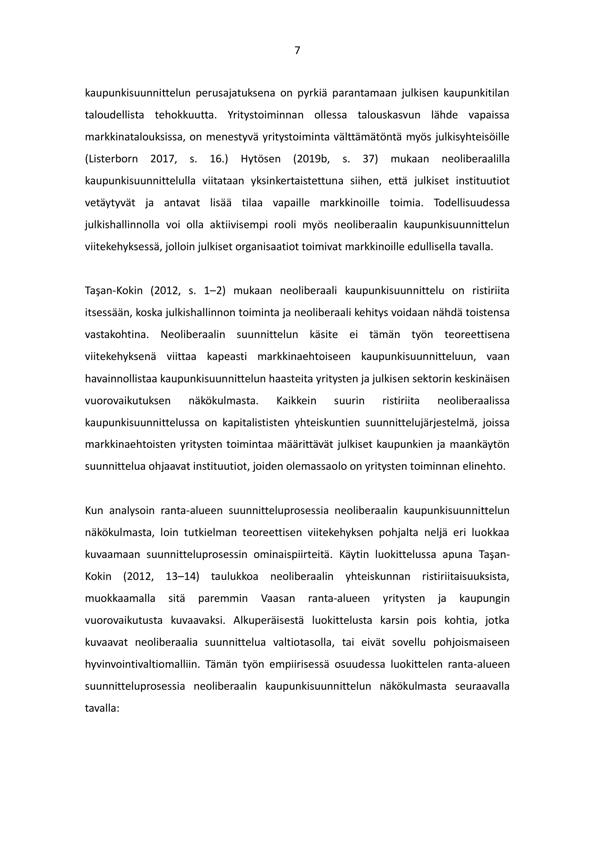 7
kaupunkisuunnittelun perusajatuksena on pyrkiä parantamaan julkisen kaupunkitilan
taloudellista tehokkuutta. Yritystoiminnan ollessa talouskasvun lähde vapaissa
markkinatalouksissa, on menestyvä yritystoiminta välttämätöntä myös julkisyhteisöille
(Listerborn 2017, s. 16.) Hytösen (2019b, s. 37) mukaan neoliberaalilla
kaupunkisuunnittelulla viitataan yksinkertaistettuna siihen, että julkiset instituutiot
vetäytyvät ja antavat lisää tilaa vapaille markkinoille toimia. Todellisuudessa
julkishallinnolla voi olla aktiivisempi rooli myös neoliberaalin kaupunkisuunnittelun
viitekehyksessä, jolloin julkiset organisaatiot toimivat markkinoille edullisella tavalla.
Taşan-Kokin (2012, s. 1–2) mukaan neoliberaali kaupunkisuunnittelu on ristiriita
itsessään, koska julkishallinnon toiminta ja neoliberaali kehitys voidaan nähdä toistensa
vastakohtina. Neoliberaalin suunnittelun käsite ei tämän työn teoreettisena
viitekehyksenä viittaa kapeasti markkinaehtoiseen kaupunkisuunnitteluun, vaan
havainnollistaa kaupunkisuunnittelun haasteita yritysten ja julkisen sektorin keskinäisen
vuorovaikutuksen näkökulmasta. Kaikkein suurin ristiriita neoliberaalissa
kaupunkisuunnittelussa on kapitalististen yhteiskuntien suunnittelujärjestelmä, joissa
markkinaehtoisten yritysten toimintaa määrittävät julkiset kaupunkien ja maankäytön
suunnittelua ohjaavat instituutiot, joiden olemassaolo on yritysten toiminnan elinehto.
Kun analysoin ranta-alueen suunnitteluprosessia neoliberaalin kaupunkisuunnittelun
näkökulmasta, loin tutkielman teoreettisen viitekehyksen pohjalta neljä eri luokkaa
kuvaamaan suunnitteluprosessin ominaispiirteitä. Käytin luokittelussa apuna Taşan-
Kokin (2012, 13–14) taulukkoa neoliberaalin yhteiskunnan ristiriitaisuuksista,
muokkaamalla sitä paremmin Vaasan ranta-alueen yritysten ja kaupungin
vuorovaikutusta kuvaavaksi. Alkuperäisestä luokittelusta karsin pois kohtia, jotka
kuvaavat neoliberaalia suunnittelua valtiotasolla, tai eivät sovellu pohjoismaiseen
hyvinvointivaltiomalliin. Tämän työn empiirisessä osuudessa luokittelen ranta-alueen
suunnitteluprosessia neoliberaalin kaupunkisuunnittelun näkökulmasta seuraavalla
tavalla: